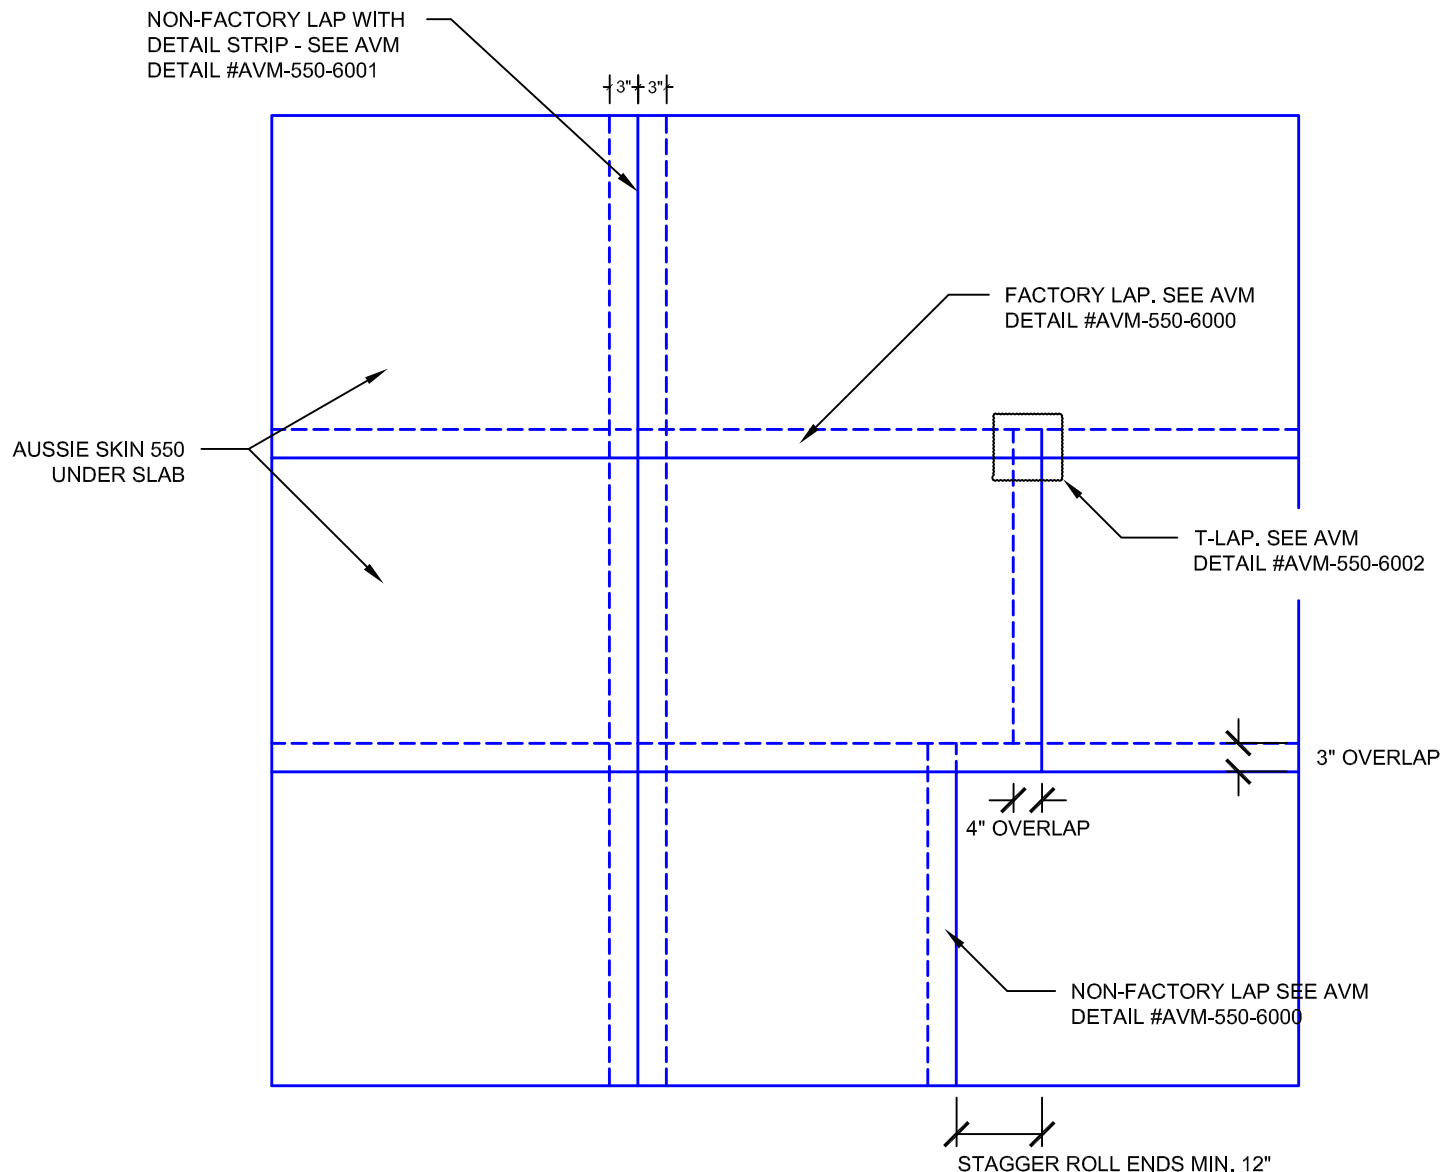 NON-FACTORY LAP WITH
DETAIL STRIP - SEE AVM
DETAIL #AVM-550-6001
3" 3"
FACTORY LAP. SEE AVM
DETAIL #AVM-550-6000
AUSSIE SKIN 550
UNDER SLAB
T-LAP. SEE AVM
DETAIL #AVM-550-6002
3" OVERLAP
4" OVERLAP
NON-FACTORY LAP SEE AVM
DETAIL #AVM-550-6000
STAGGER ROLL ENDS MIN. 12"